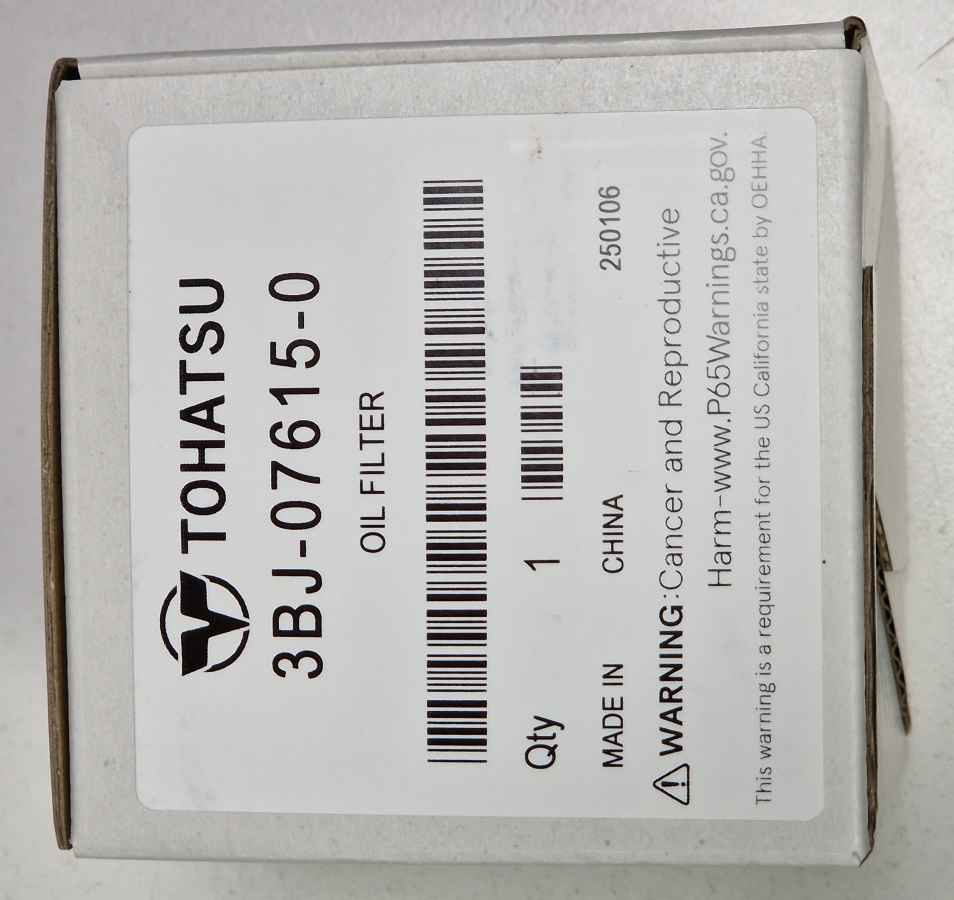 TOHATSU
3BJ-07615-0
OIL FILTER
Qty 1
MADE IN CHINA 250106
⚠WARNING:Cancer and Reproductive
Harm-www.P65Warnings.ca.gov.
This warning is a requirement for the US California state by OEHHA.